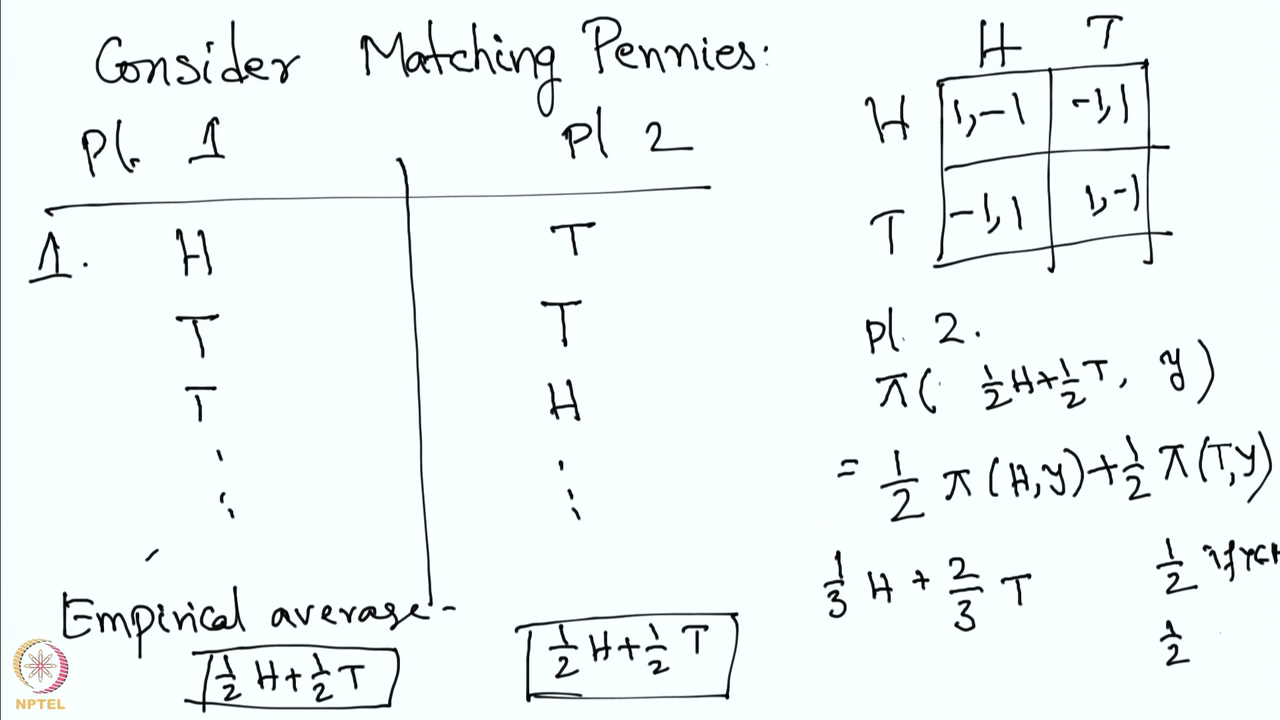 Consider Matching Pennies:
Pl. 1 Pl 2
1. H T
T T
T H
Empirical average -
1/2 H + 1/2 T
1/2 H + 1/2 T
H T
H 1, -1 -1, 1
T -1, 1 1, -1
Pl. 2.
π( 1/2 H + 1/2 T, y)
= 1/2 π(H, y) + 1/2 π(T, y)
1/3 H + 2/3 T
1/2 if
1/2
NPTEL